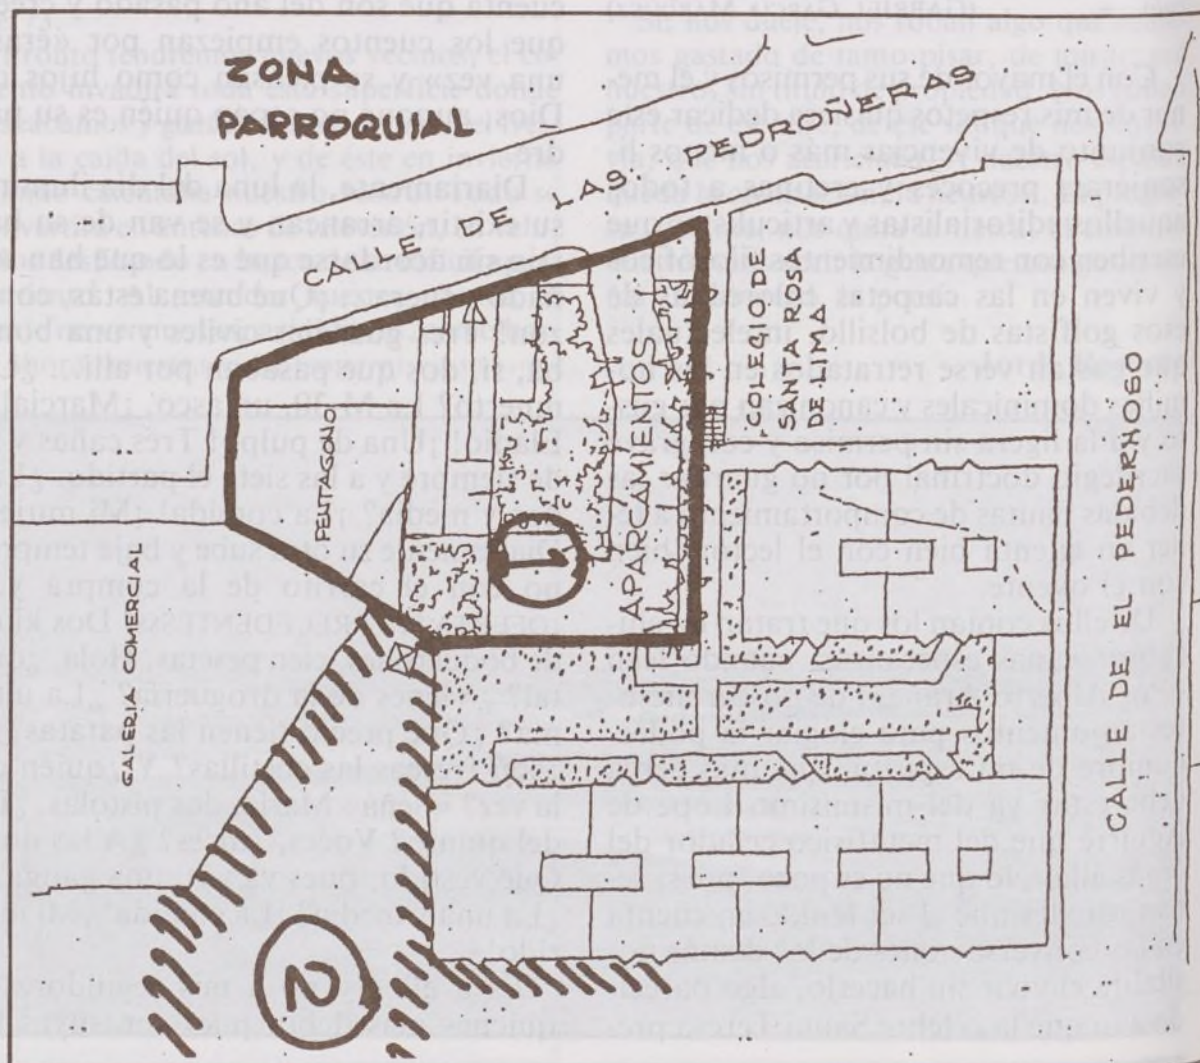 ZONA
PARROQUIAL
CALLE DE LAS PEDROÑERAS
COLEGIO DE
SANTA ROSA
DE LIMA
(PENTAGONO)
"APARTAMENTOS"
1
GALERIA COMERCIAL
CALLE DE EL PEDERNOSO
2